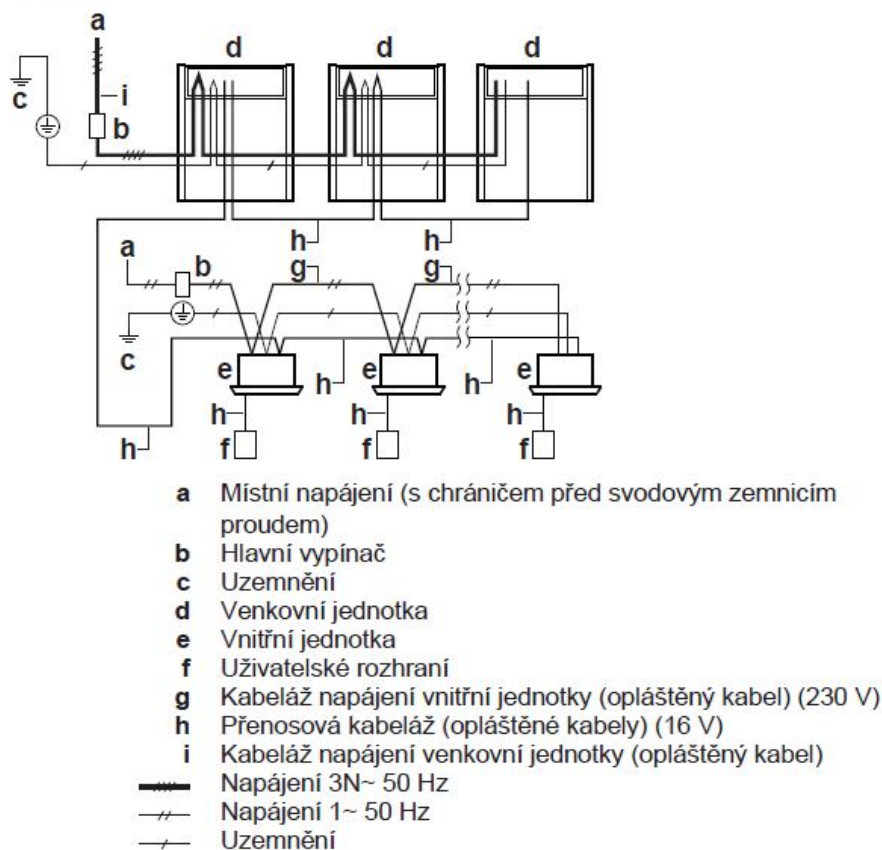 a
d d d
c
i
b
h h
a
b g g
c
e e e
h h
h h h
h f f f
a Místní napájení (s chráničem před svodovým zemnicím
proudem)
b Hlavní vypínač
c Uzemnění
d Venkovní jednotka
e Vnitřní jednotka
f Uživatelské rozhraní
g Kabeláž napájení vnitřní jednotky (opláštěný kabel) (230 V)
h Přenosová kabeláž (opláštěné kabely) (16 V)
i Kabeláž napájení venkovní jednotky (opláštěný kabel)
Napájení 3N~ 50 Hz
Napájení 1~ 50 Hz
Uzemnění